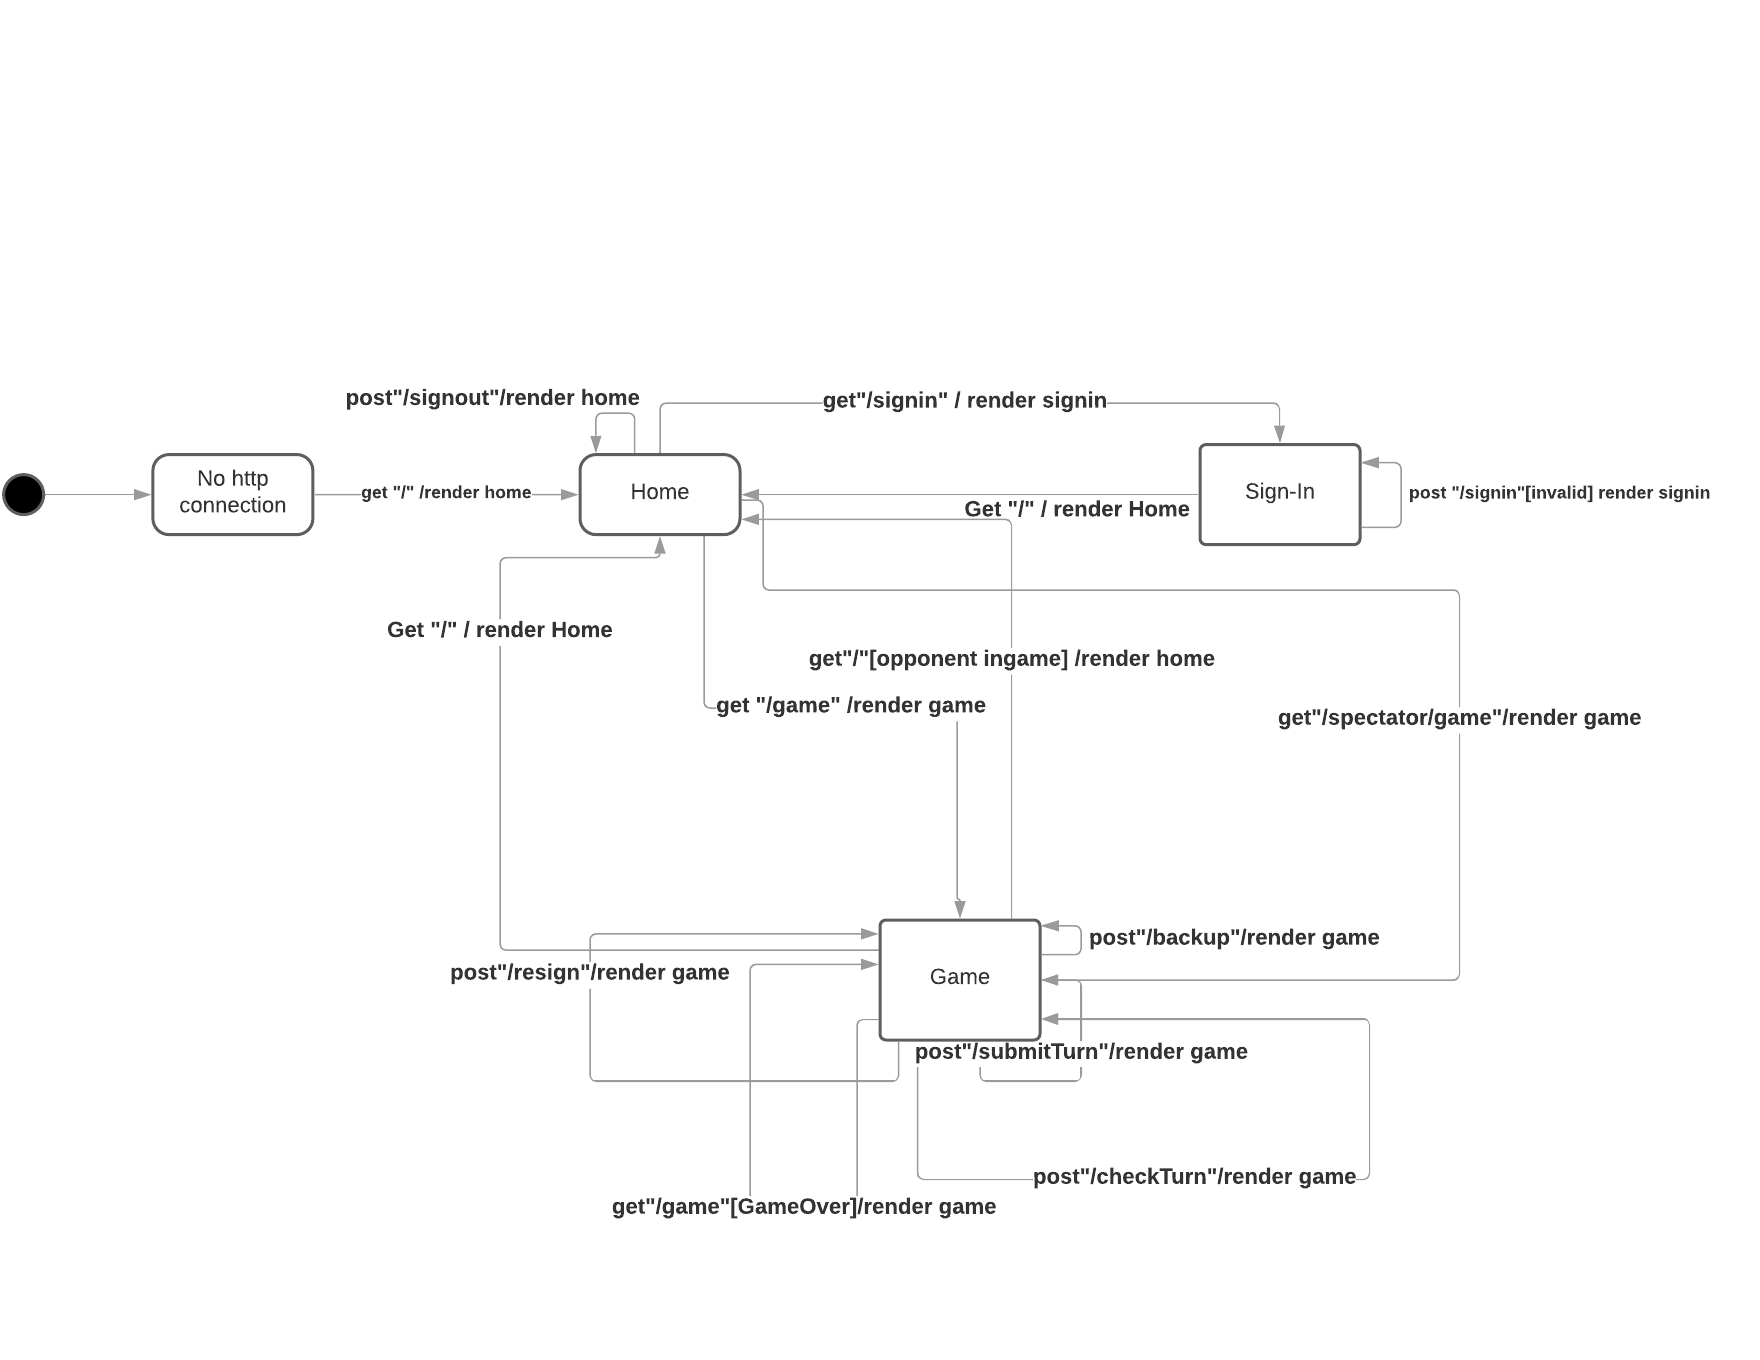 post"/signout"/render home
get"/signin" / render signin
No http
connection
get "/" /render home
Home
Sign-In
post "/signin"[invalid] render signin
Get "/" / render Home
Get "/" / render Home
get"/"[opponent ingame] /render home
get "/game" /render game
get"/spectator/game"/render game
post"/backup"/render game
post"/resign"/render game
Game
post"/submitTurn"/render game
post"/checkTurn"/render game
get"/game"[GameOver]/render game